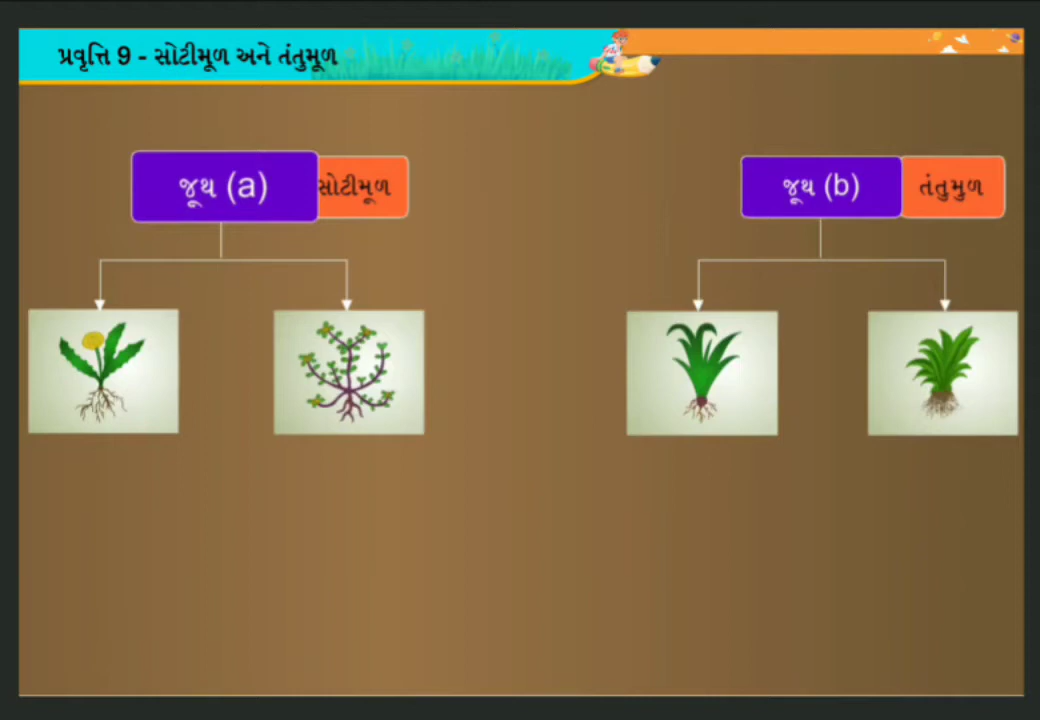 પ્રવૃત્તિ 9 - સોટીમૂળ અને તંતુમૂળ
જૂથ (a)
સોટીમૂળ
જૂથ (b)
તંતુમુળ